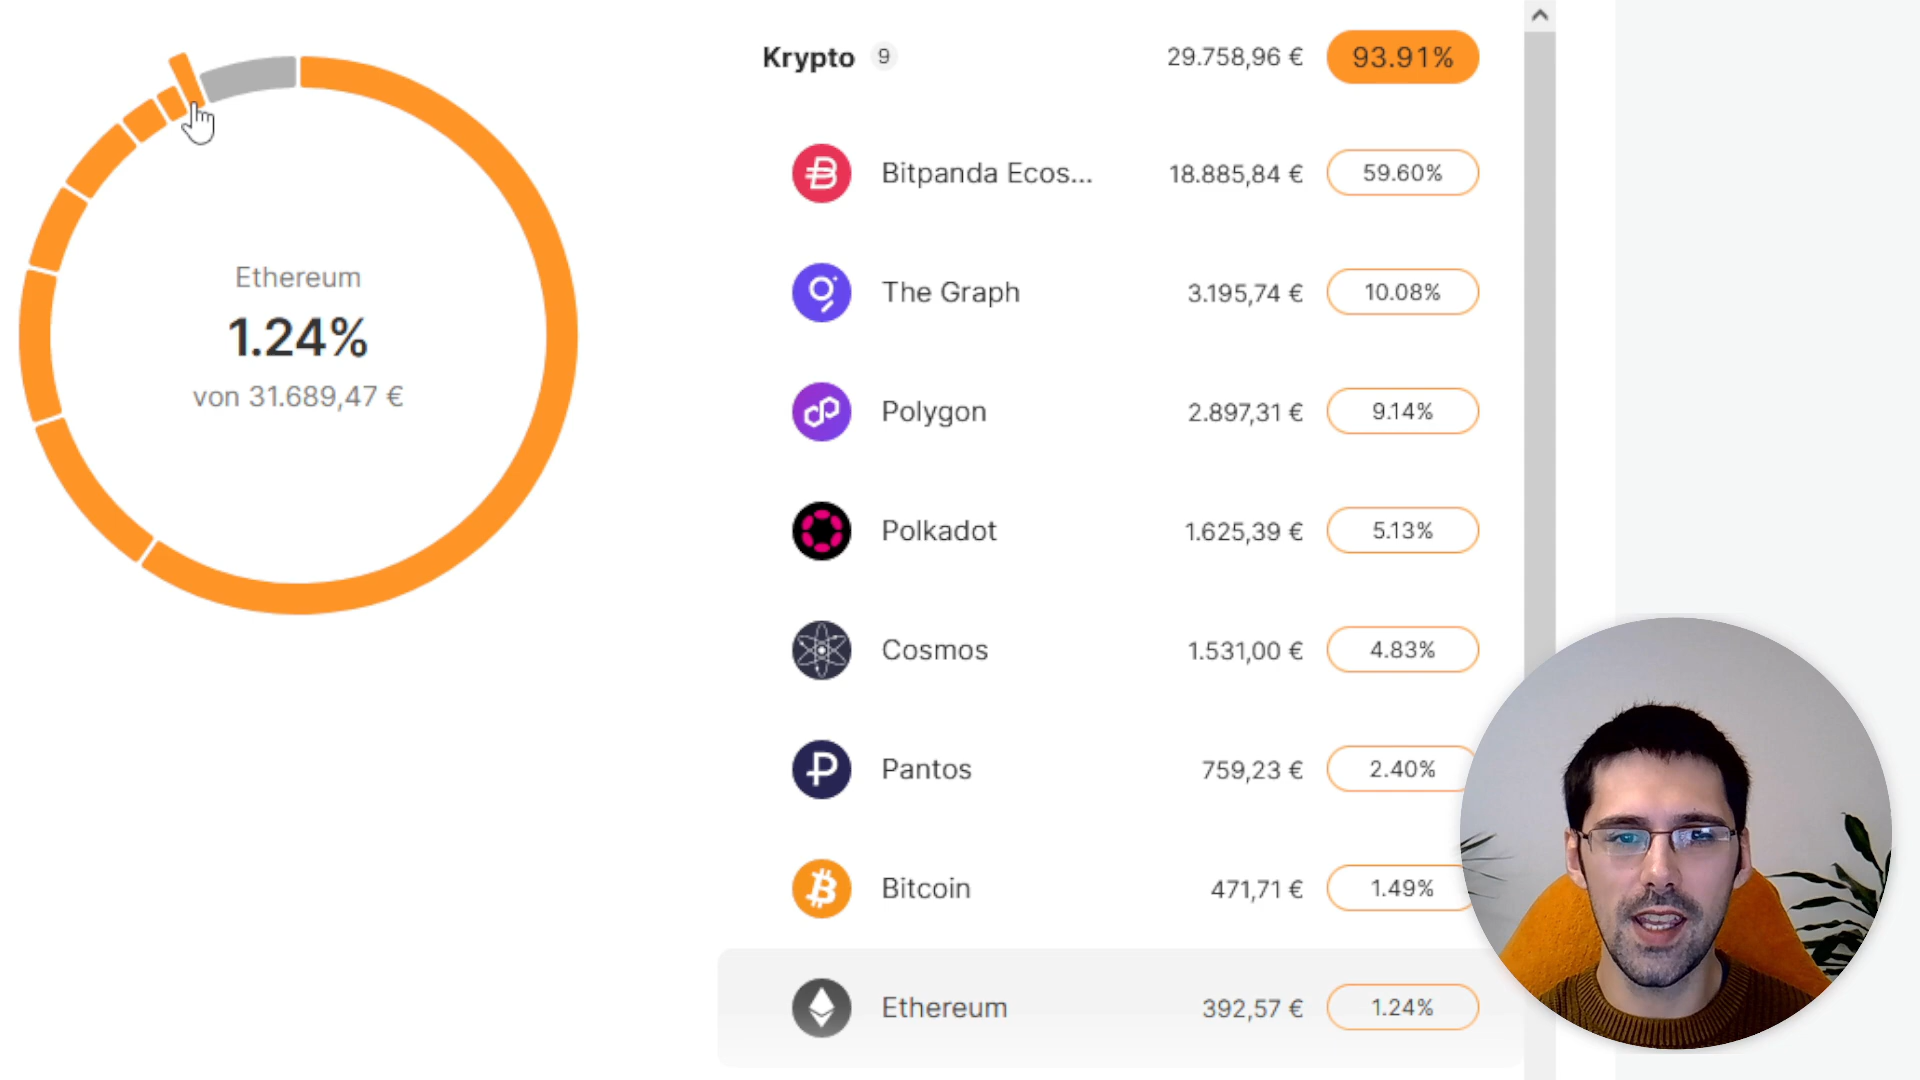 Krypto 9 29.758,96 € 93.91%
Bitpanda Ecos... 18.885,84 € 59.60%
The Graph 3.195,74 € 10.08%
Ethereum
1.24%
von 31.689,47 €
Polygon 2.897,31 € 9.14%
Polkadot 1.625,39 € 5.13%
Cosmos 1.531,00 € 4.83%
Pantos 759,23 € 2.40%
Bitcoin 471,71 € 1.49%
Ethereum 392,57 € 1.24%